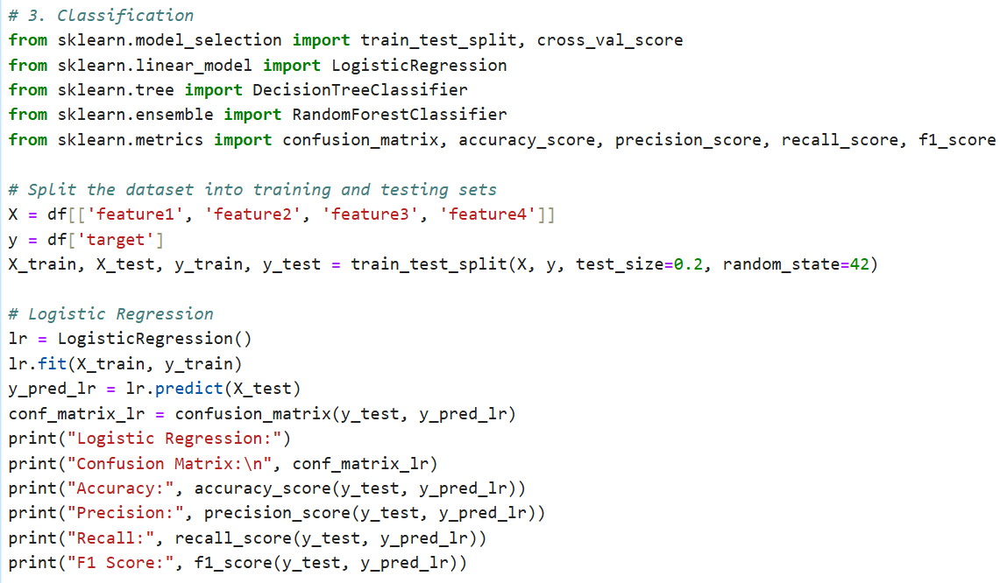 # 3. Classification
from sklearn.model_selection import train_test_split, cross_val_score
from sklearn.linear_model import LogisticRegression
from sklearn.tree import DecisionTreeClassifier
from sklearn.ensemble import RandomForestClassifier
from sklearn.metrics import confusion_matrix, accuracy_score, precision_score, recall_score, f1_score
# Split the dataset into training and testing sets
X = df[['feature1', 'feature2', 'feature3', 'feature4']]
y = df['target']
X_train, X_test, y_train, y_test = train_test_split(X, y, test_size=0.2, random_state=42)
# Logistic Regression
lr = LogisticRegression()
lr.fit(X_train, y_train)
y_pred_lr = lr.predict(X_test)
conf_matrix_lr = confusion_matrix(y_test, y_pred_lr)
print("Logistic Regression:")
print("Confusion Matrix:\n", conf_matrix_lr)
print("Accuracy:", accuracy_score(y_test, y_pred_lr))
print("Precision:", precision_score(y_test, y_pred_lr))
print("Recall:", recall_score(y_test, y_pred_lr))
print("F1 Score:", f1_score(y_test, y_pred_lr))